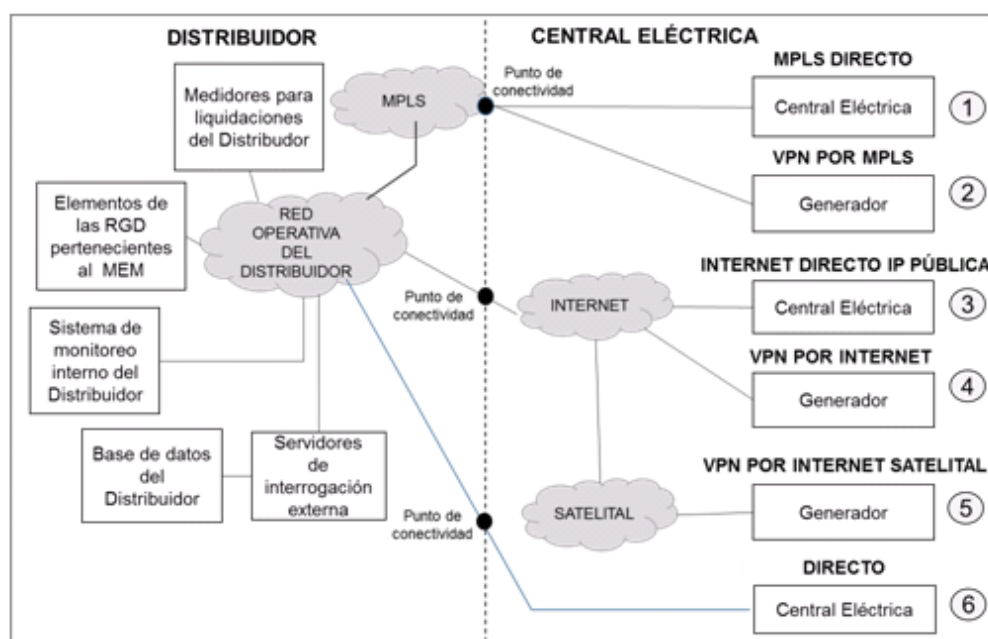 DISTRIBUIDOR
Medidores para
liquidaciones
del Distribudor
Elementos de
las RGD
pertenecientes
al MEM
Sistema de
monitoreo
interno del
Distribuidor
Base de datos
del
Distribuidor
Servidores
de
interrogación
externa
RED
OPERATIVA
DEL
DISTRIBUIDOR
MPLS
Punto de
conectividad
Punto de
conectividad
Punto de
conectividad
CENTRAL ELÉCTRICA
MPLS DIRECTO
Central Eléctrica
1
VPN POR MPLS
Generador
2
INTERNET DIRECTO IP PÚBLICA
INTERNET
Central Eléctrica
3
VPN POR INTERNET
Generador
4
VPN POR INTERNET SATELITAL
SATELITAL
Generador
5
DIRECTO
Central Eléctrica
6